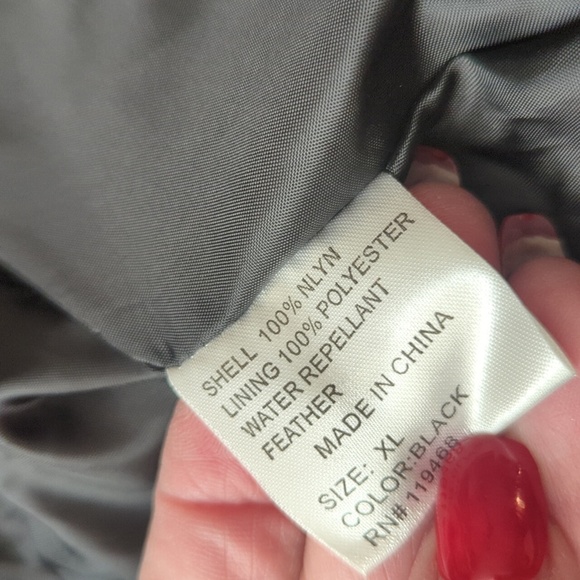 SHELL 100% NLYN
LINING 100% POLYESTER
WATER REPELLANT
FEATHER
MADE IN CHINA
SIZE: XL
COLOR:BLACK
RN# 119468